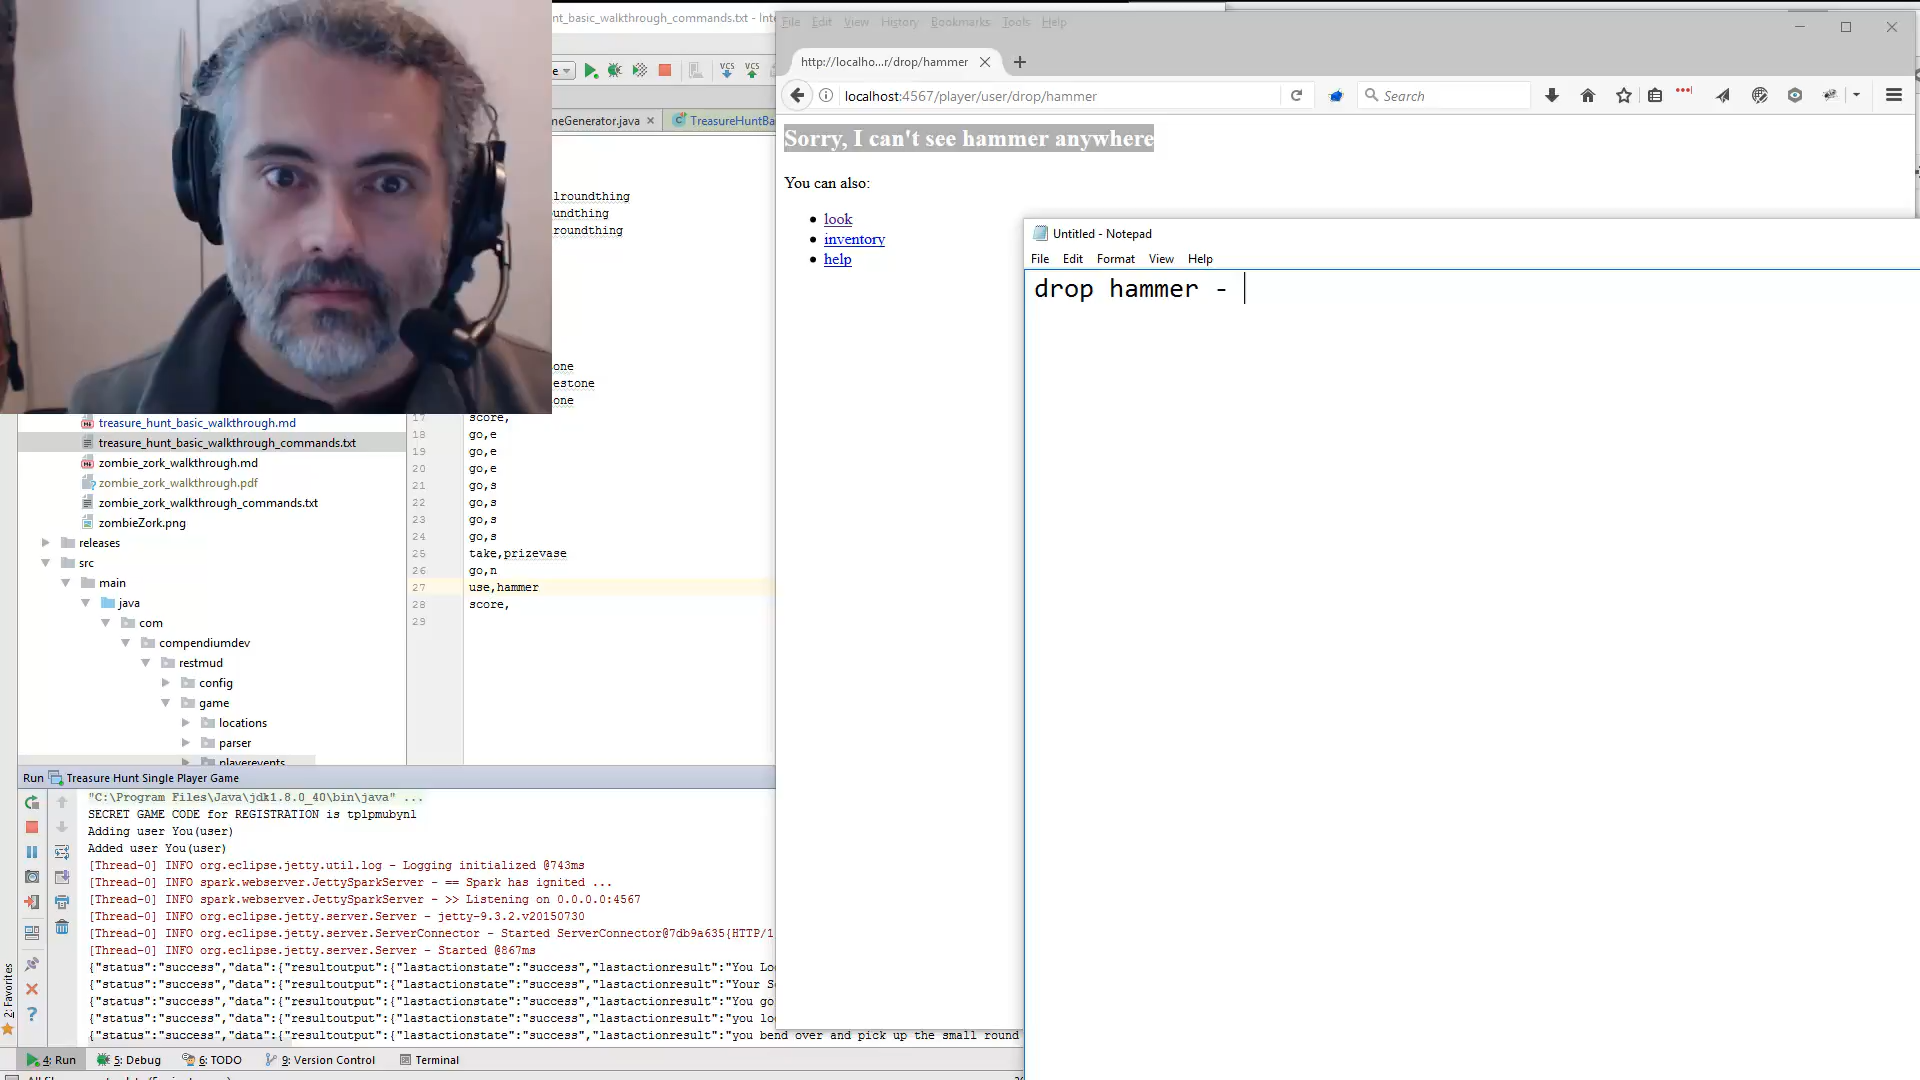 nt_basic_walkthrough_commands.txt - Inte
File Edit View History Bookmarks Tools Help
http://localho...r/drop/hammer
localhost:4567/player/user/drop/hammer
Search
Sorry, I can't see hammer anywhere
You can also:
look
inventory
help
Untitled - Notepad
File Edit Format View Help
drop hammer -
VCS VCS
meGenerator.java
TreasureHuntBa
lroundthing
undthing
roundthing
one
estone
one
17 score,
18 go,e
19 go,e
20 go,e
21 go,s
22 go,s
23 go,s
24 go,s
25 take,prizevase
26 go,n
27 use,hammer
28 score,
29
treasure_hunt_basic_walkthrough.md
treasure_hunt_basic_walkthrough_commands.txt
zombie_zork_walkthrough.md
zombie_zork_walkthrough.pdf
zombie_zork_walkthrough_commands.txt
zombieZork.png
releases
src
main
java
com
compendiumdev
restmud
config
game
locations
parser
playerevents
Run Treasure Hunt Single Player Game
"C:\Program Files\Java\jdk1.8.0_40\bin\java" ...
SECRET GAME CODE for REGISTRATION is tplpmubynl
Adding user You(user)
Added user You(user)
[Thread-0] INFO org.eclipse.jetty.util.log - Logging initialized @743ms
[Thread-0] INFO spark.webserver.JettySparkServer - == Spark has ignited ...
[Thread-0] INFO spark.webserver.JettySparkServer - >> Listening on 0.0.0.0:4567
[Thread-0] INFO org.eclipse.jetty.server.Server - jetty-9.3.2.v20150730
[Thread-0] INFO org.eclipse.jetty.server.ServerConnector - Started ServerConnector@7db9a635{HTTP/1
[Thread-0] INFO org.eclipse.jetty.server.Server - Started @867ms
{"status":"success","data":{"resultoutput":{"lastactionstate":"success","lastactionresult":"You Lo
{"status":"success","data":{"resultoutput":{"lastactionstate":"success","lastactionresult":"Your S
{"status":"success","data":{"resultoutput":{"lastactionstate":"success","lastactionresult":"You go
{"status":"success","data":{"resultoutput":{"lastactionstate":"success","lastactionresult":"you lo
{"status":"success","data":{"resultoutput":{"lastactionstate":"success","lastactionresult":"you bend over and pick up the small round
2: Favorites
4: Run 5: Debug 6: TODO 9: Version Control Terminal